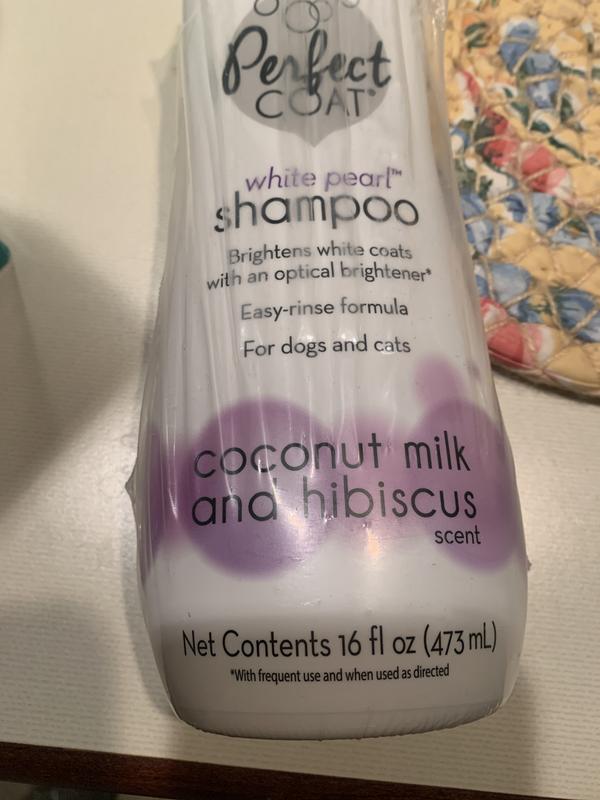 Perfect
COAT®
white pearl™
shampoo
Brightens white coats
with an optical brightener*
Easy-rinse formula
For dogs and cats
coconut milk
and hibiscus
scent
Net Contents 16 fl oz (473 mL)
*With frequent use and when used as directed